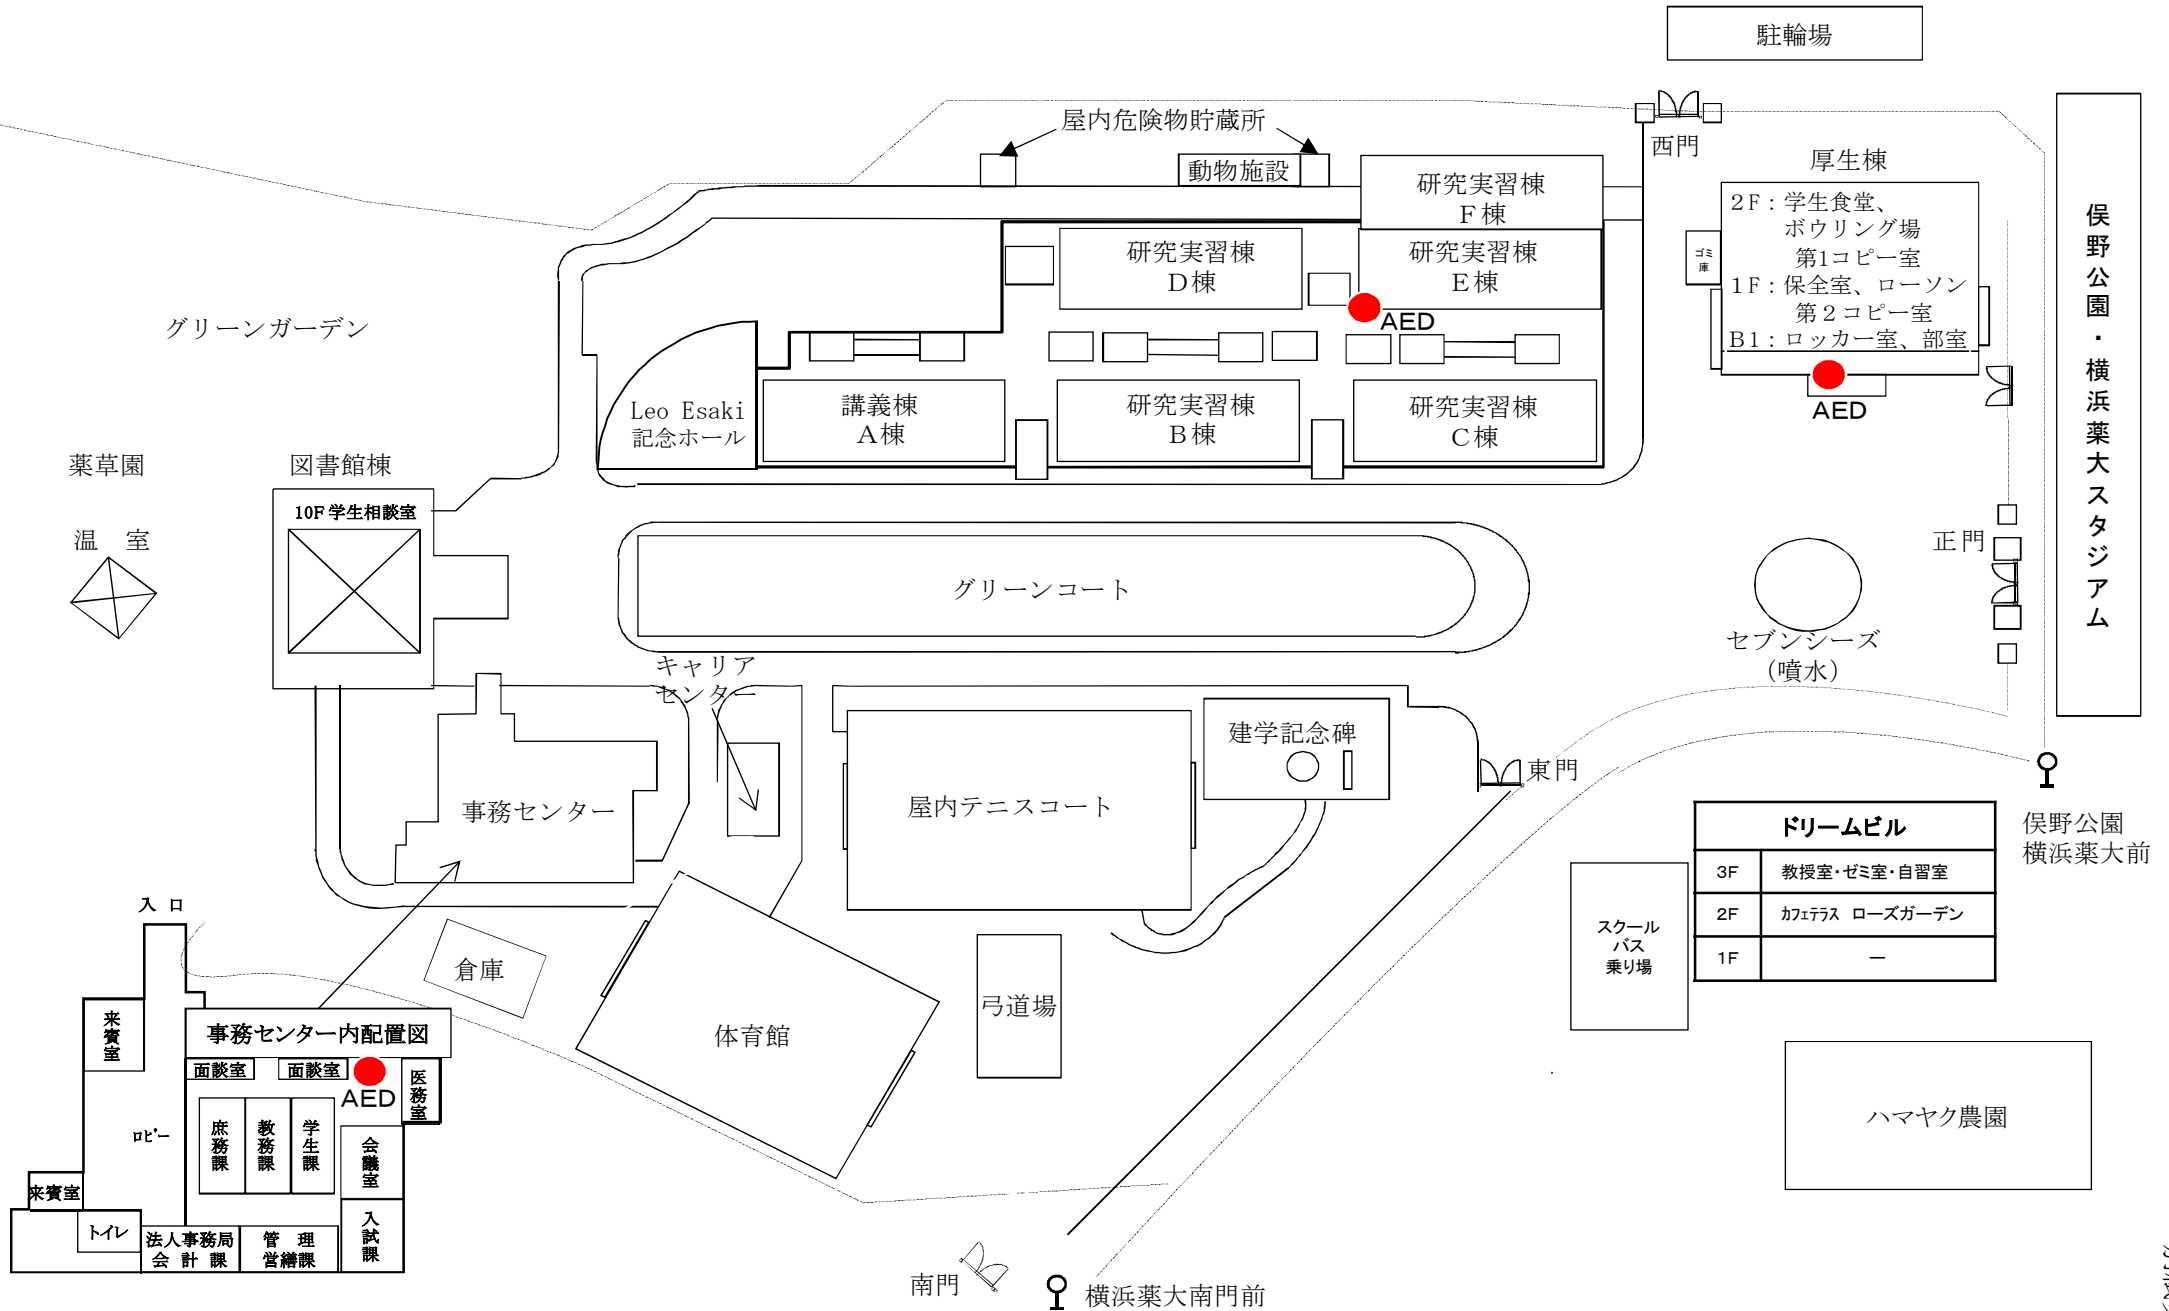 駐輪場
屋内危険物貯蔵所
西門
動物施設
厚生棟
研究実習棟
F棟
2F：学生食堂、
ボウリング場
第1コピー室
1F：保全室、ローソン
第２コピー室
B1：ロッカー室、部室
ゴミ
庫
AED
俣野公園・横浜薬大スタジアム
研究実習棟
D棟
研究実習棟
E棟
AED
グリーンガーデン
Leo Esaki
記念ホール
講義棟
A棟
研究実習棟
B棟
研究実習棟
C棟
薬草園
図書館棟
10F 学生相談室
温　室
正門
グリーンコート
セブンシーズ
（噴水）
キャリア
センター
建学記念碑
東門
事務センター
屋内テニスコート
ドリームビル
3F 教授室・ゼミ室・自習室
2F カフェテラス ローズガーデン
1F －
俣野公園
横浜薬大前
スクール
バス
乗り場
入 口
倉庫
弓道場
体育館
来賓室
事務センター内配置図
面談室
面談室
AED
医務室
ロビー
庶務課
教務課
学生課
会議室
来賓室
トイレ
法人事務局
会 計 課
管 理
営繕課
入試課
ハマヤク農園
南門
横浜薬大南門前